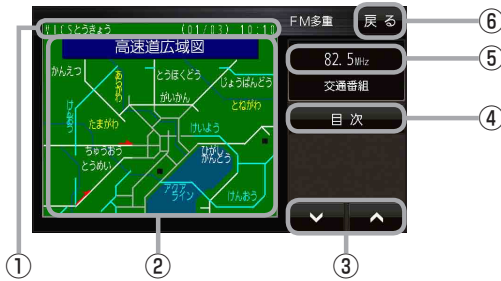 ⑥
VICSとうきょう (01/03) 10:18 FM多重 戻る
①
高速道広域図
82.5MHz
⑤
かんえつ
あらかわ
とうほくどう
じょうばんどう
交通番組
けんおう
がいかん
とねがわ
目次
④
たまがわ
けいよう
ちゅうおう
ひがし
かんどう
とうめい
アクア
ライン
けんおう
①
②
③